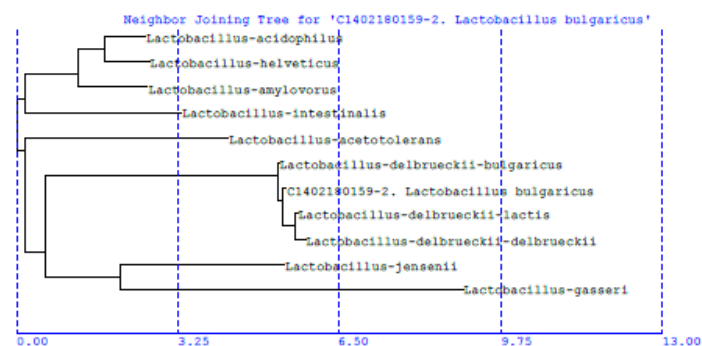 Neighbor Joining Tree for 'C1402180159-2. Lactobacillus bulgaricus'
Lactobacillus-acidophilus
Lactobacillus-helveticus
Lactobacillus-amylovorus
Lactobacillus-intestinalis
Lactobacillus-acetotolerans
Lactobacillus-delbrueckii-bulgaricus
C1402180159-2. Lactobacillus bulgaricus
Lactobacillus-delbrueckii-lactis
Lactobacillus-delbrueckii-delbrueckii
Lactobacillus-jensenii
Lactobacillus-gasseri
0.00 3.25 6.50 9.75 13.00